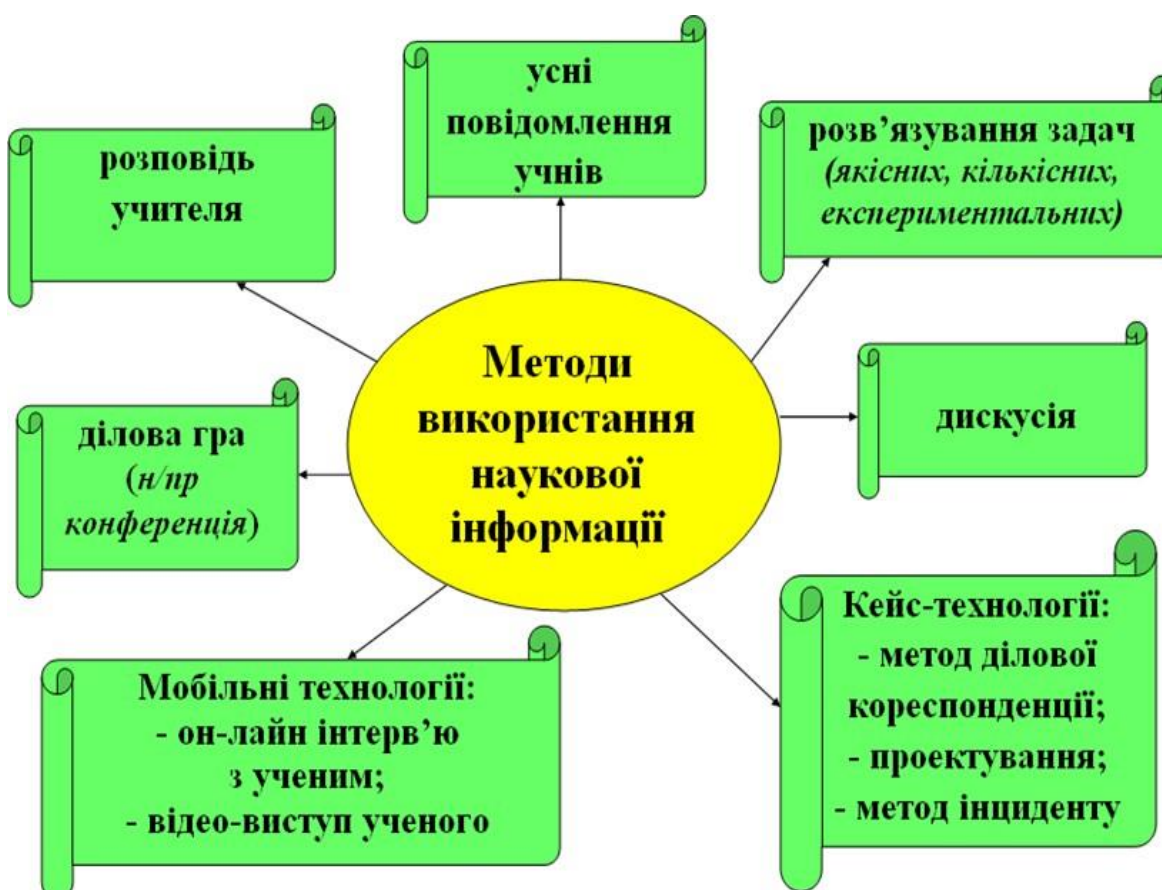 усні
повідомлення
учнів
розповідь
учителя
розв’язування задач
(якісних, кількісних,
експериментальних)
Методи
використання
наукової
інформації
дискусія
ділова гра
(н/пр
конференція)
Кейс-технології:
- метод ділової
кореспонденції;
- проектування;
- метод інциденту
Мобільні технології:
- он-лайн інтерв’ю
з ученим;
- відео-виступ ученого